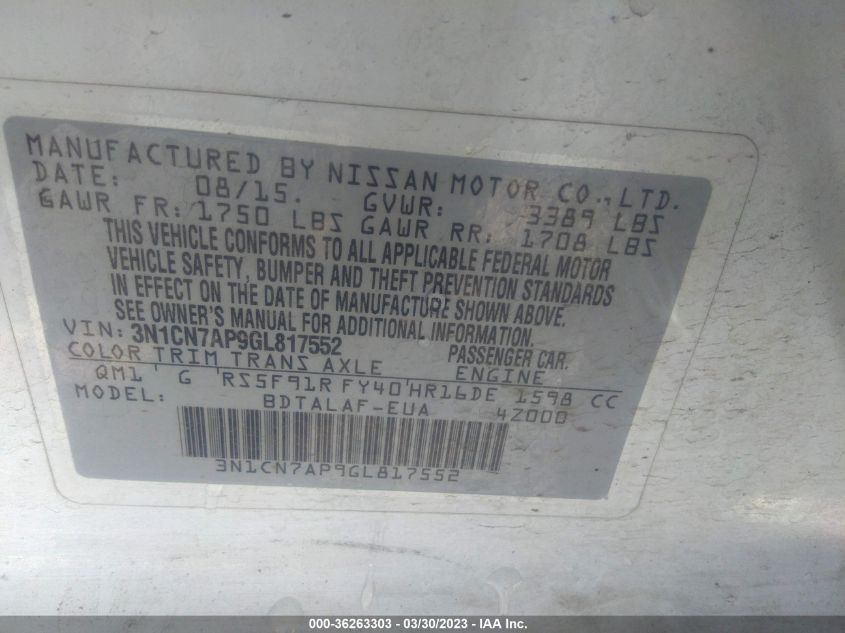 MANUFACTURED BY NISSAN MOTOR CO., LTD.
DATE: 08/15. GVWR: 3389 LBS
GAWR FR: 1750 LBS GAWR RR: 1708 LBS
THIS VEHICLE CONFORMS TO ALL APPLICABLE FEDERAL MOTOR
VEHICLE SAFETY, BUMPER AND THEFT PREVENTION STANDARDS
IN EFFECT ON THE DATE OF MANUFACTURE SHOWN ABOVE.
SEE OWNER'S MANUAL FOR ADDITIONAL INFORMATION.
VIN: 3N1CN7AP9GL817552 PASSENGER CAR.
COLOR TRIM TRANS AXLE ENGINE
QM1 G RS5F91R FY40 HR16DE 1598 CC
MODEL: BDTALAF-EUA 4Z000
3N1CN7AP9GL817552
000-36263303 - 03/30/2023 - IAA Inc.